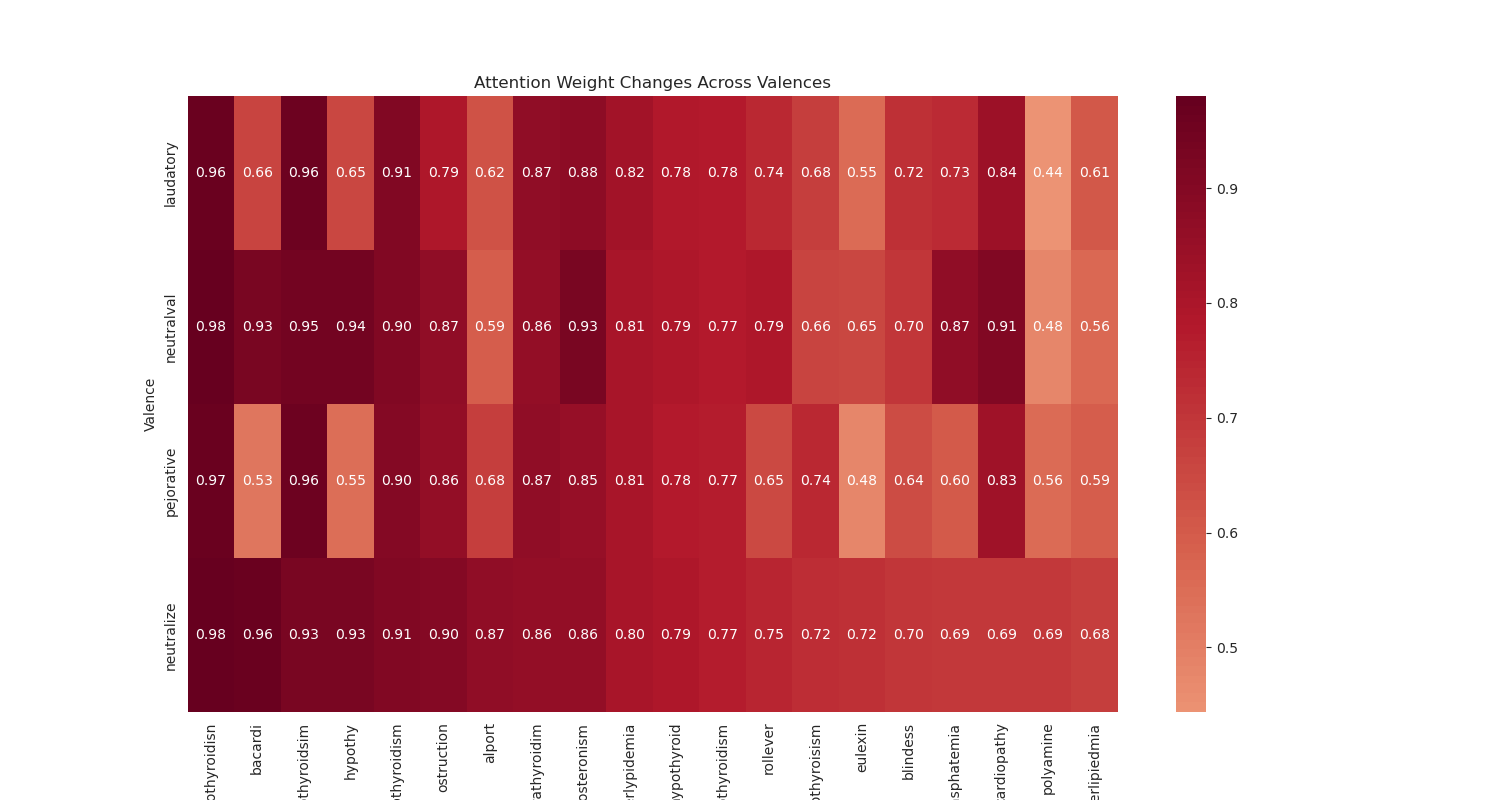 Attention Weight Changes Across Valences
Valence
laudatory 0.96 0.66 0.96 0.65 0.91 0.79 0.62 0.87 0.88 0.82 0.78 0.78 0.74 0.68 0.55 0.72 0.73 0.84 0.44 0.61
neutralval 0.98 0.93 0.95 0.94 0.90 0.87 0.59 0.86 0.93 0.81 0.79 0.77 0.79 0.66 0.65 0.70 0.87 0.91 0.48 0.56
pejorative 0.97 0.53 0.96 0.55 0.90 0.86 0.68 0.87 0.85 0.81 0.78 0.77 0.65 0.74 0.48 0.64 0.60 0.83 0.56 0.59
neutralize 0.98 0.96 0.93 0.93 0.91 0.90 0.87 0.86 0.86 0.80 0.79 0.77 0.75 0.72 0.72 0.70 0.69 0.69 0.69 0.68
othyroidisn
bacardi
thyroidsim
hypothy
thyroidism
ostruction
alport
athyroidim
osteronism
erlypidemia
ypothyroid
thyroidism
rollever
othyroisism
eulexin
blindess
sphatemia
ardiopathy
polyamine
erlipiedmia
0.9
0.8
0.7
0.6
0.5